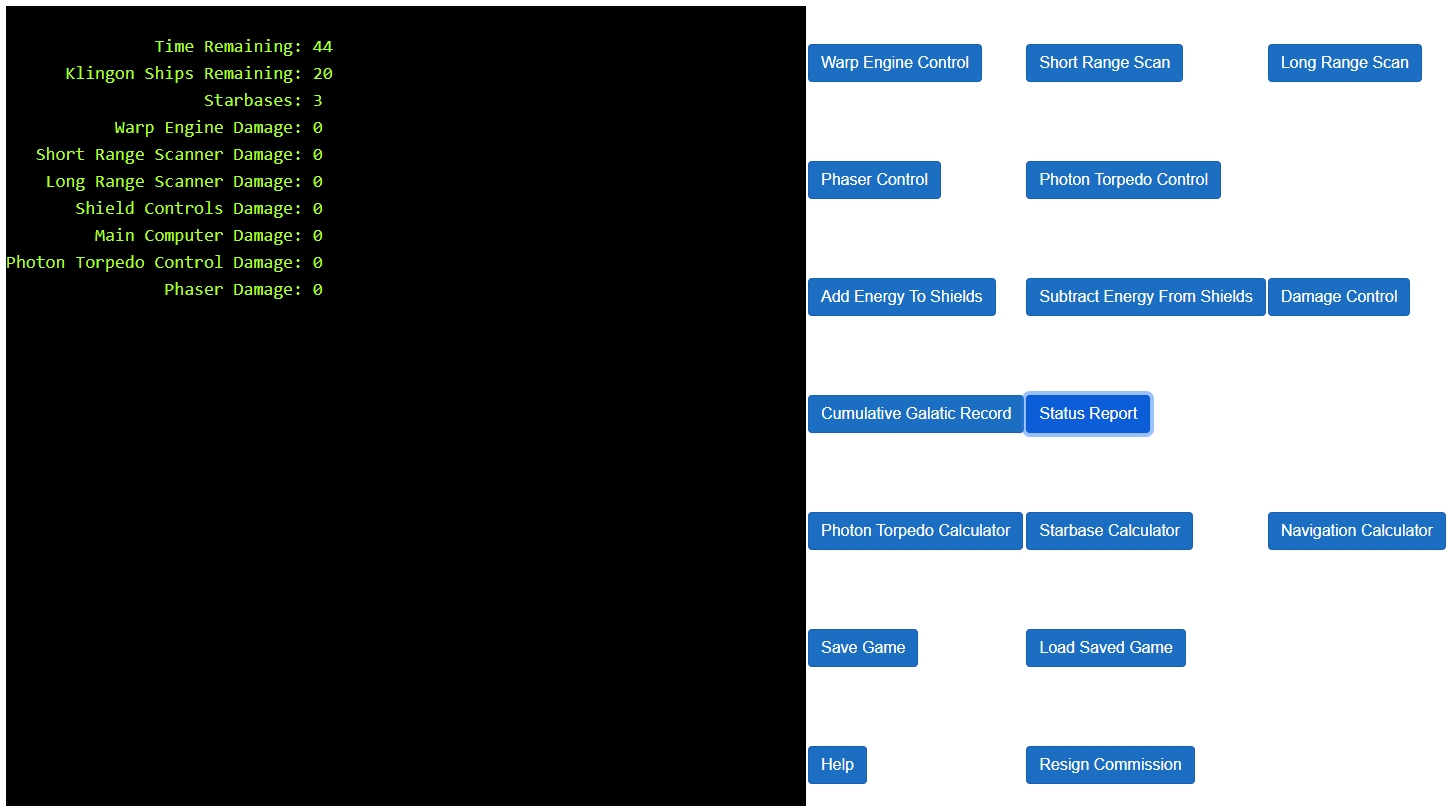 Time Remaining: 44
Klingon Ships Remaining: 20
Starbases: 3
Warp Engine Damage: 0
Short Range Scanner Damage: 0
Long Range Scanner Damage: 0
Shield Controls Damage: 0
Main Computer Damage: 0
Photon Torpedo Control Damage: 0
Phaser Damage: 0
Warp Engine Control Short Range Scan Long Range Scan
Phaser Control Photon Torpedo Control
Add Energy To Shields Subtract Energy From Shields Damage Control
Cumulative Galatic Record Status Report
Photon Torpedo Calculator Starbase Calculator Navigation Calculator
Save Game Load Saved Game
Help Resign Commission